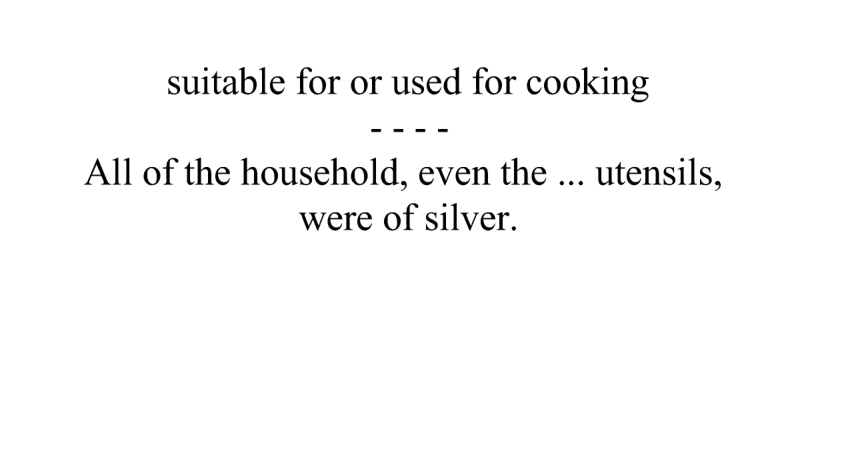 suitable for or used for cooking
- - - -
All of the household, even the ... utensils,
were of silver.